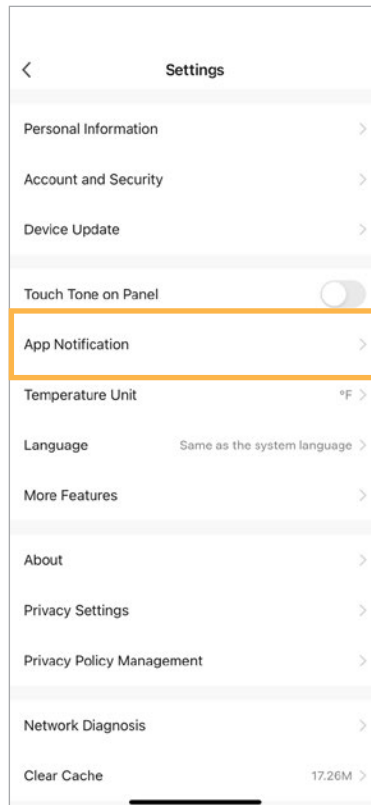 Settings
Personal Information
Account and Security
Device Update
Touch Tone on Panel
App Notification
Temperature Unit °F
Language Same as the system language
More Features
About
Privacy Settings
Privacy Policy Management
Network Diagnosis
Clear Cache 17.26M